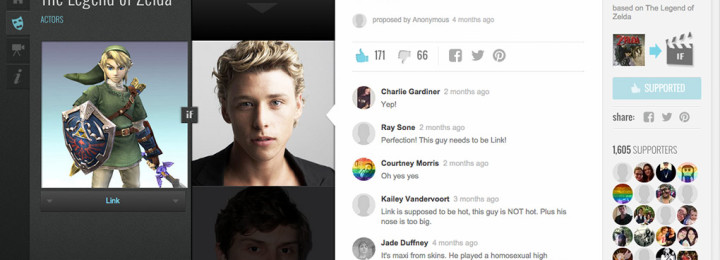 The Legend of Zelda
ACTORS
Link
IF
proposed by Anonymous 4 months ago
171
66
Charlie Gardiner 2 months ago
Yep!
Ray Sone 2 months ago
Perfection! This guy needs to be Link!
Courtney Morris 2 months ago
Oh yes yes
Kailey Vandervoort 3 months ago
Link is supposed to be hot, this guy is NOT hot. Plus his
nose is too big.
Jade Duffney 4 months ago
It's maxi from skins. He played a homosexual high
based on The Legend of
Zelda
IF
SUPPORTED
share:
1,605 SUPPORTERS